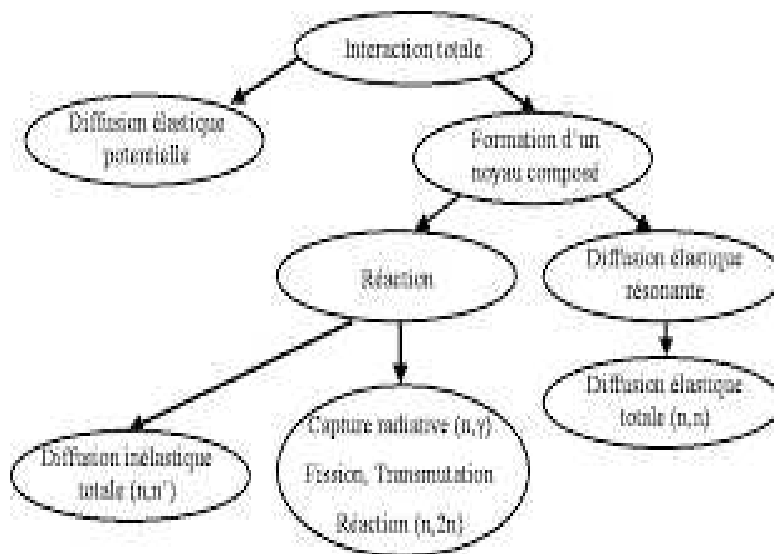 Interaction totale
Diffusion élastique
potentielle
Formation d'un
noyau composé
Réaction
Diffusion élastique
résonante
Diffusion élastique
totale (n,n)
Capture radiative (n,γ)
Fission, Transmutation
Réaction (n,2n)
Diffusion inélastique
totale (n,n')